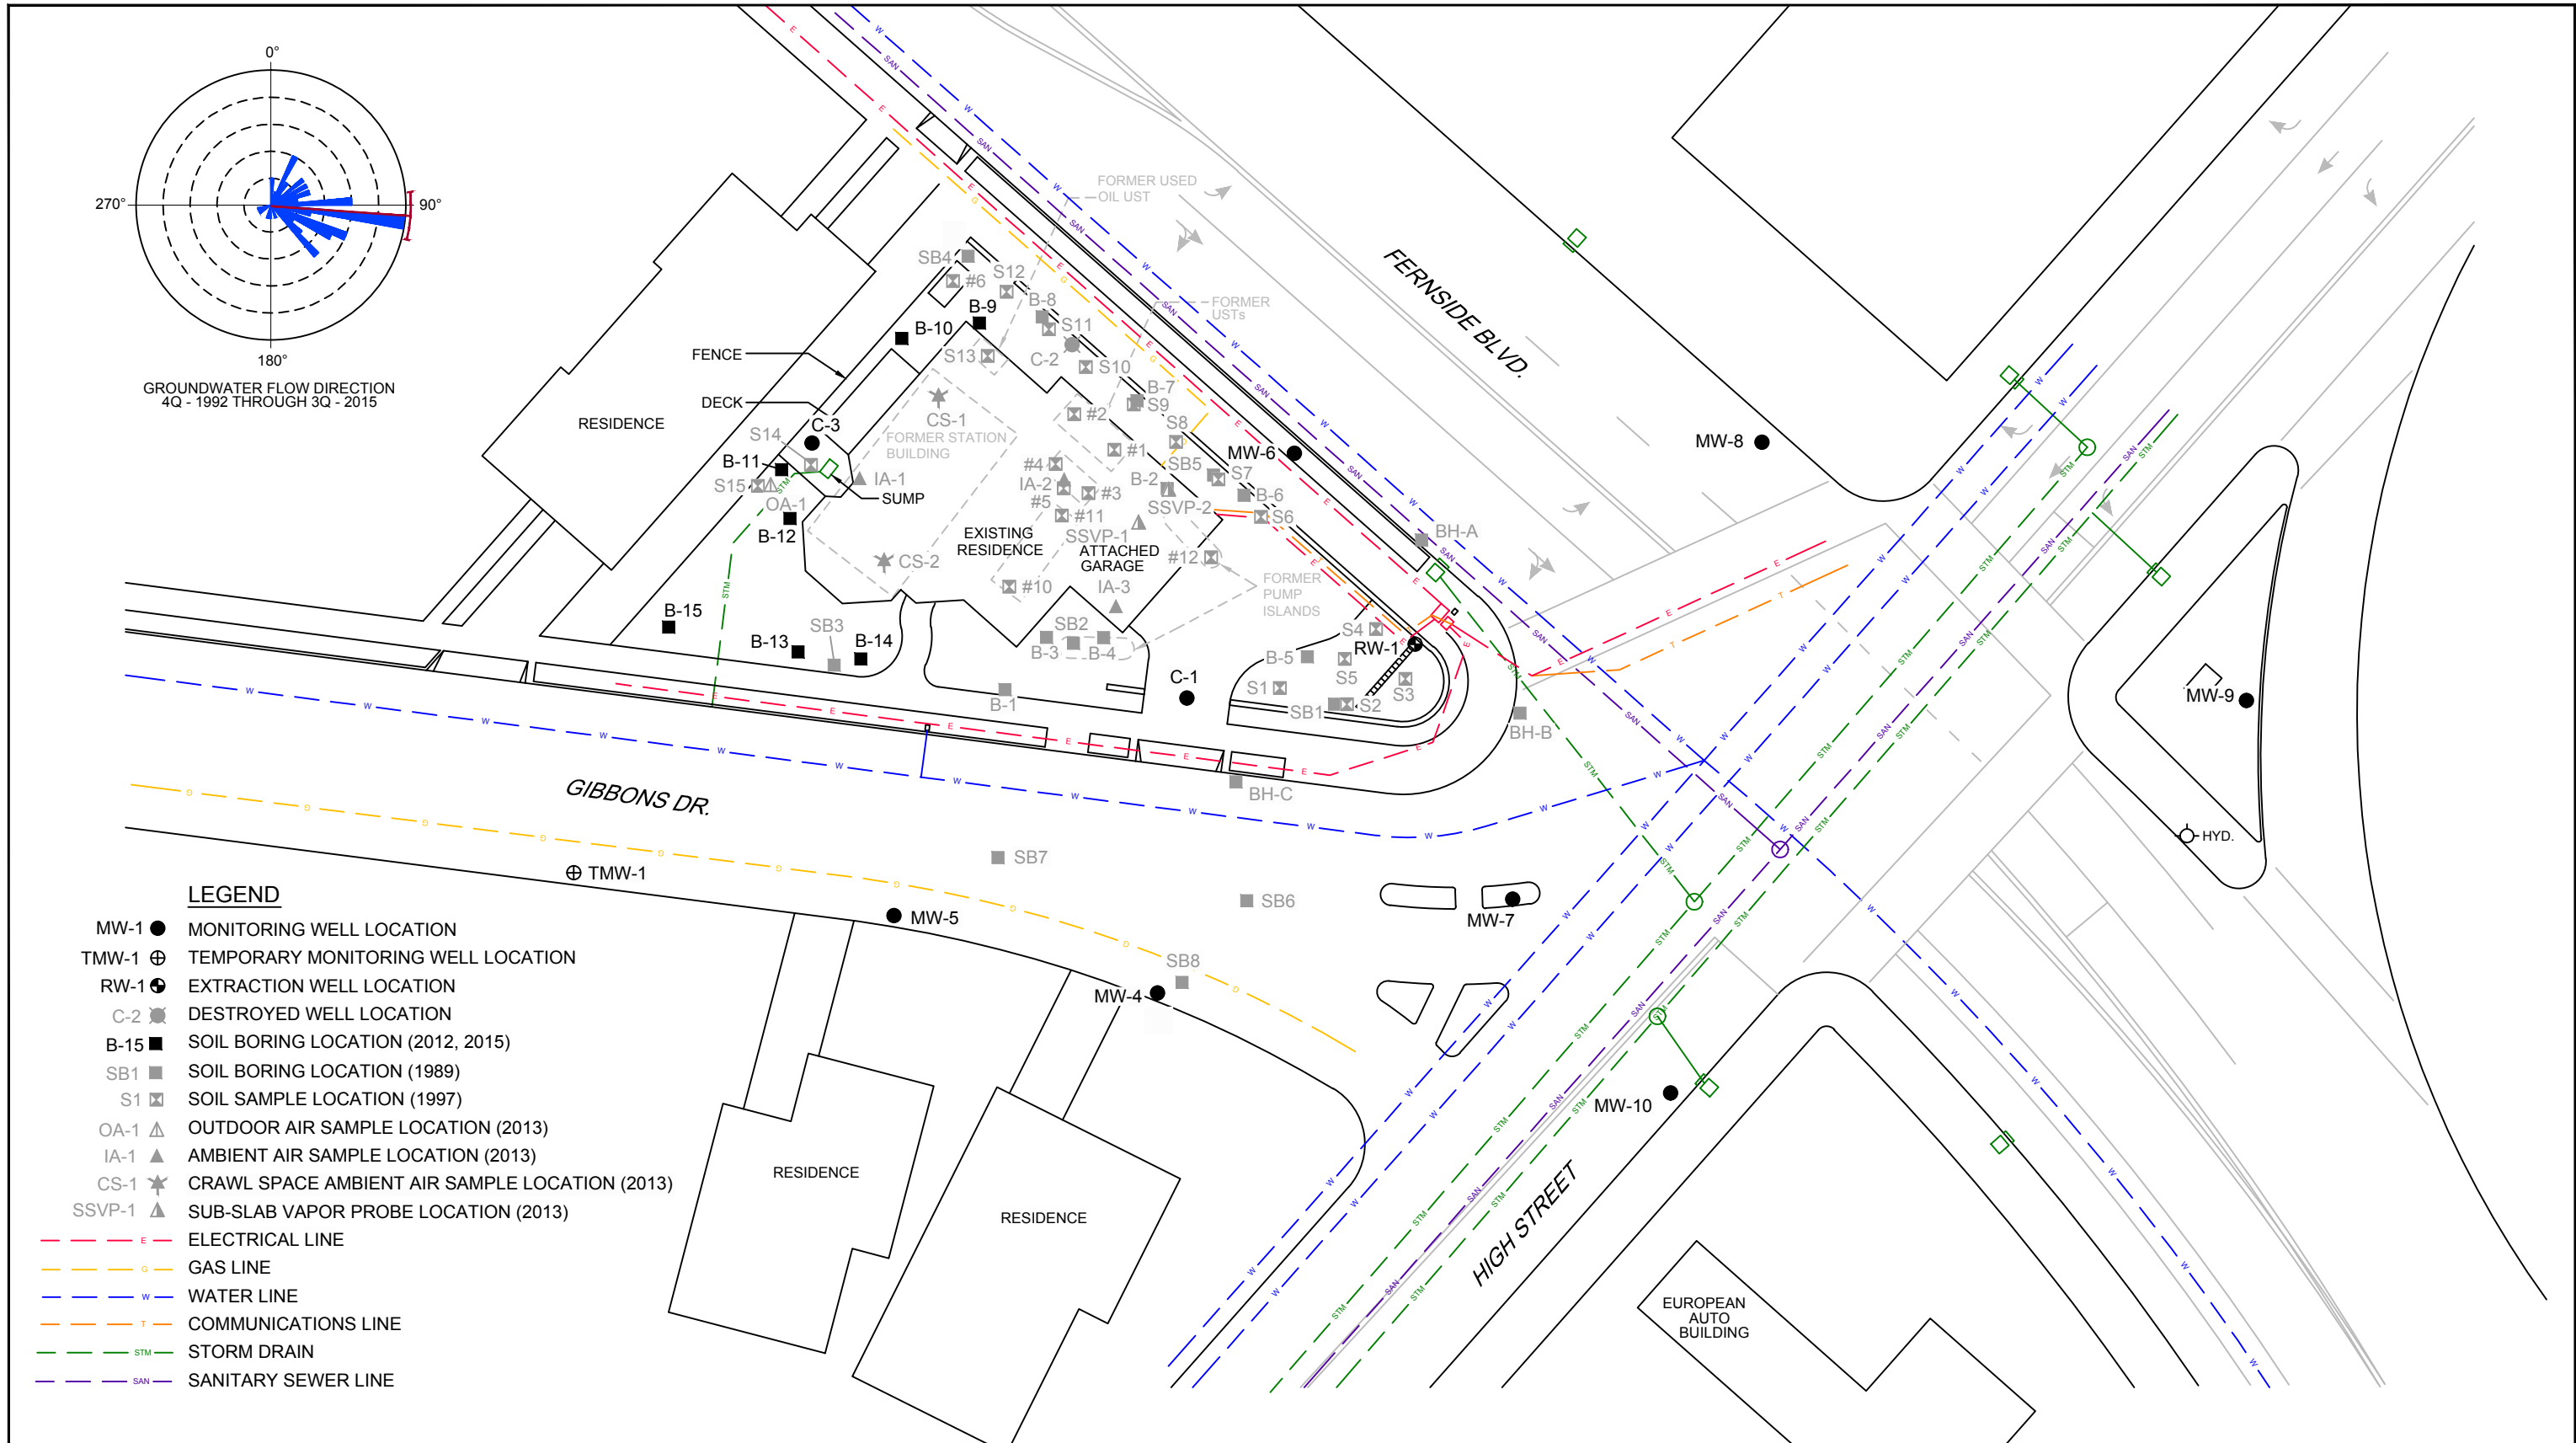 0°
270°
90°
180°
GROUNDWATER FLOW DIRECTION
4Q - 1992 THROUGH 3Q - 2015
FORMER USED
OIL UST
FERNSIDE BLVD.
FORMER
USTs
SB4
#6
S12
B-8
B-9
B-10
S11
C-2
S13
S10
FENCE
DECK
RESIDENCE
B-7
S9
#2
S8
CS-1
FORMER STATION
BUILDING
C-3
S14
B-11
S15
OA-1
B-12
IA-1
SUMP
#1
#4
IA-2
#5
#3
#11
SB5
S7
B-2
B-6
SSVP-2
S6
SSVP-1
MW-6
MW-8
EXISTING
RESIDENCE
ATTACHED
GARAGE
#12
BH-A
CS-2
#10
IA-3
FORMER
PUMP
ISLANDS
B-15
B-13
SB3
B-14
SB2
B-3
B-4
S4
RW-1
B-5
S5
S1
S3
SB1
S2
C-1
B-1
BH-B
BH-C
MW-9
HYD.
GIBBONS DR.
SB7
TMW-1
SB6
MW-5
MW-7
SB8
MW-4
MW-10
RESIDENCE
RESIDENCE
HIGH STREET
EUROPEAN
AUTO
BUILDING
LEGEND
MW-1 MONITORING WELL LOCATION
TMW-1 TEMPORARY MONITORING WELL LOCATION
RW-1 EXTRACTION WELL LOCATION
C-2 DESTROYED WELL LOCATION
B-15 SOIL BORING LOCATION (2012, 2015)
SB1 SOIL BORING LOCATION (1989)
S1 SOIL SAMPLE LOCATION (1997)
OA-1 OUTDOOR AIR SAMPLE LOCATION (2013)
IA-1 AMBIENT AIR SAMPLE LOCATION (2013)
CS-1 CRAWL SPACE AMBIENT AIR SAMPLE LOCATION (2013)
SSVP-1 SUB-SLAB VAPOR PROBE LOCATION (2013)
E ELECTRICAL LINE
G GAS LINE
W WATER LINE
T COMMUNICATIONS LINE
STM STORM DRAIN
SAN SANITARY SEWER LINE